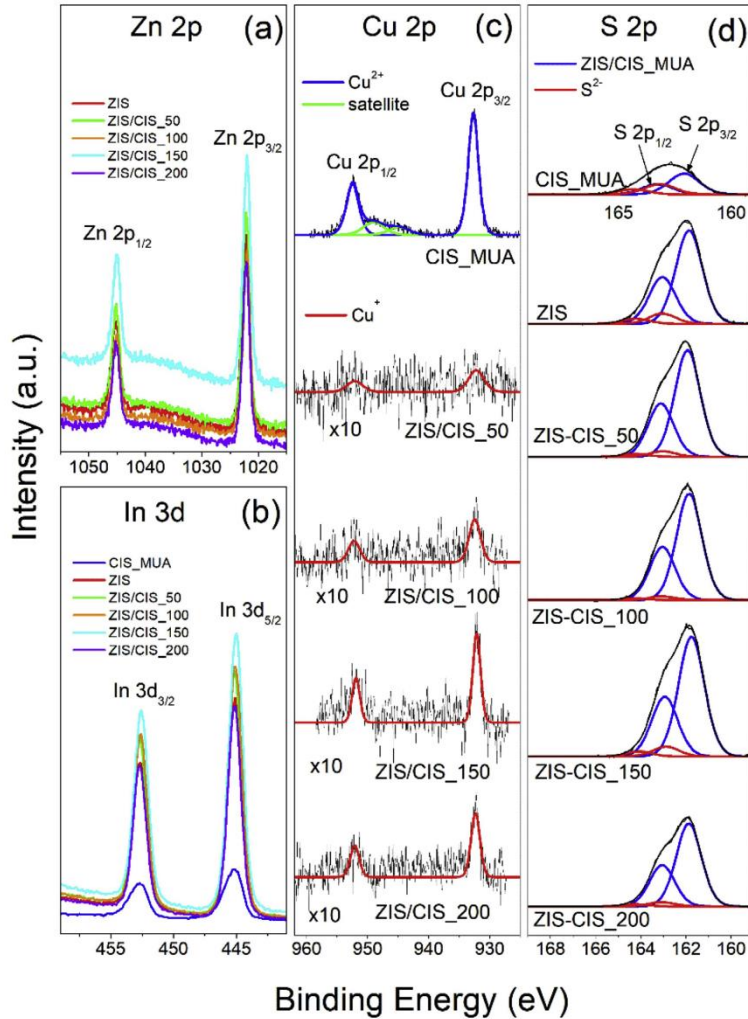 Intensity (a.u.)
Zn 2p
(a)
ZIS
ZIS/CIS_50
ZIS/CIS_100
ZIS/CIS_150
ZIS/CIS_200
Zn 2p3/2
Zn 2p1/2
1050 1040 1030 1020
In 3d
(b)
CIS_MUA
ZIS
ZIS/CIS_50
ZIS/CIS_100
ZIS/CIS_150
ZIS/CIS_200
In 3d5/2
In 3d3/2
455 450 445
Cu 2p
(c)
Cu2+
satellite
Cu 2p3/2
Cu 2p1/2
CIS_MUA
Cu+
x10 ZIS/CIS_50
x10 ZIS/CIS_100
x10 ZIS/CIS_150
x10 ZIS/CIS_200
960 950 940 930
S 2p
(d)
ZIS/CIS_MUA
S2-
S 2p1/2 S 2p3/2
CIS_MUA
165 160
ZIS
ZIS-CIS_50
ZIS-CIS_100
ZIS-CIS_150
ZIS-CIS_200
168 166 164 162 160
Binding Energy (eV)